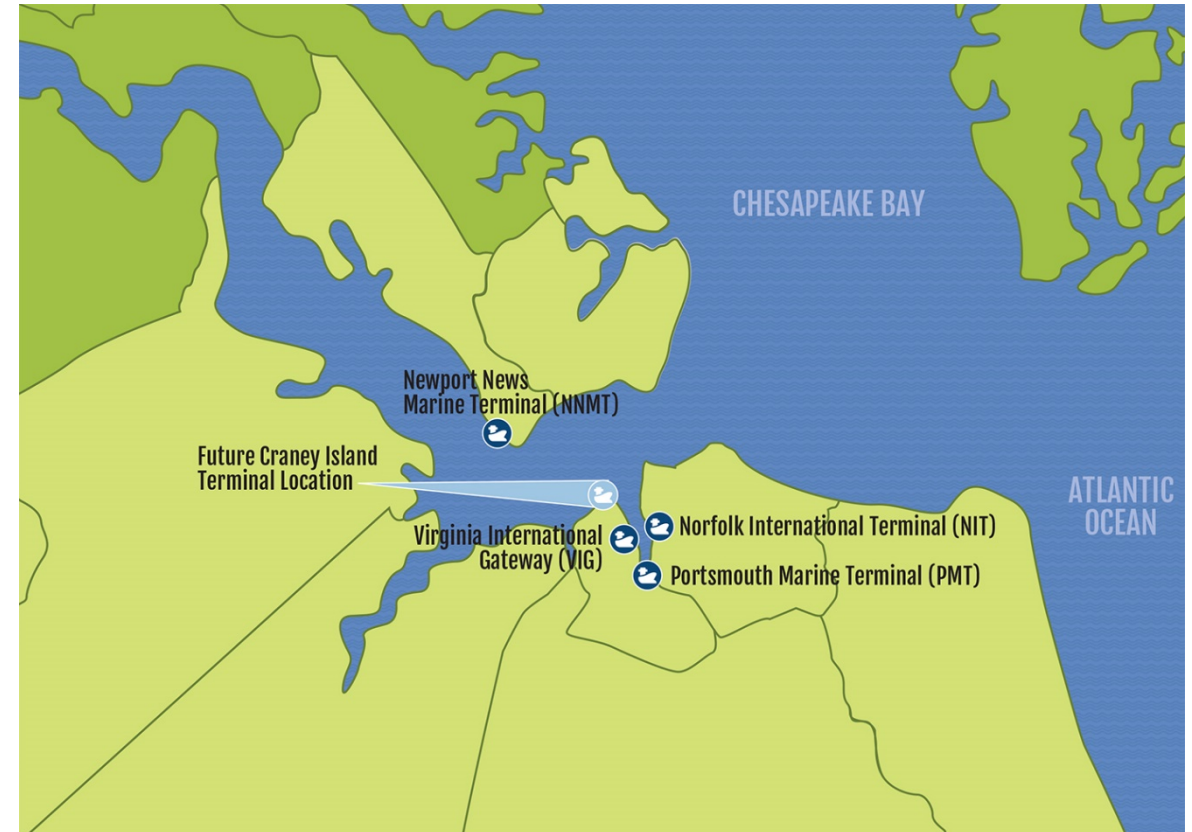 CHESAPEAKE BAY
Newport News
Marine Terminal (NNMT)
Future Craney Island
Terminal Location
ATLANTIC
OCEAN
Virginia International
Gateway (VIG)
Norfolk International Terminal (NIT)
Portsmouth Marine Terminal (PMT)